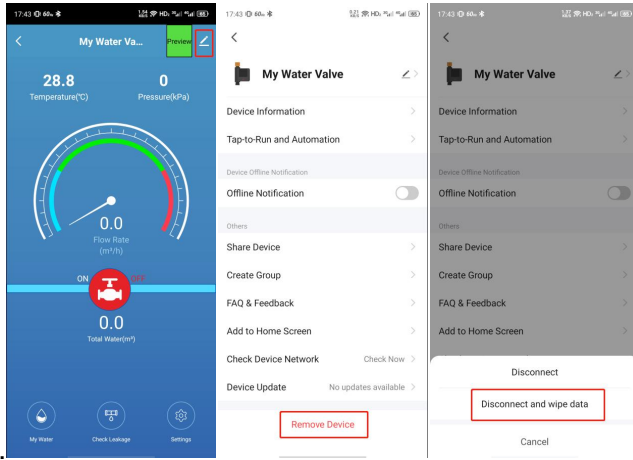 17:43
My Water Va...
Preview
28.8
0
Temperature(℃)
Pressure(kPa)
0.0
Flow Rate
(m³/h)
ON
OFF
0.0
Total Water(m³)
My Water
Check Leakage
Settings
17:43
My Water Valve
Device Information
Tap-to-Run and Automation
Device Offline Notification
Offline Notification
Others
Share Device
Create Group
FAQ & Feedback
Add to Home Screen
Check Device Network Check Now
Device Update No updates available
Remove Device
17:43
My Water Valve
Device Information
Tap-to-Run and Automation
Device Offline Notification
Offline Notification
Others
Share Device
Create Group
FAQ & Feedback
Add to Home Screen
Disconnect
Disconnect and wipe data
Cancel